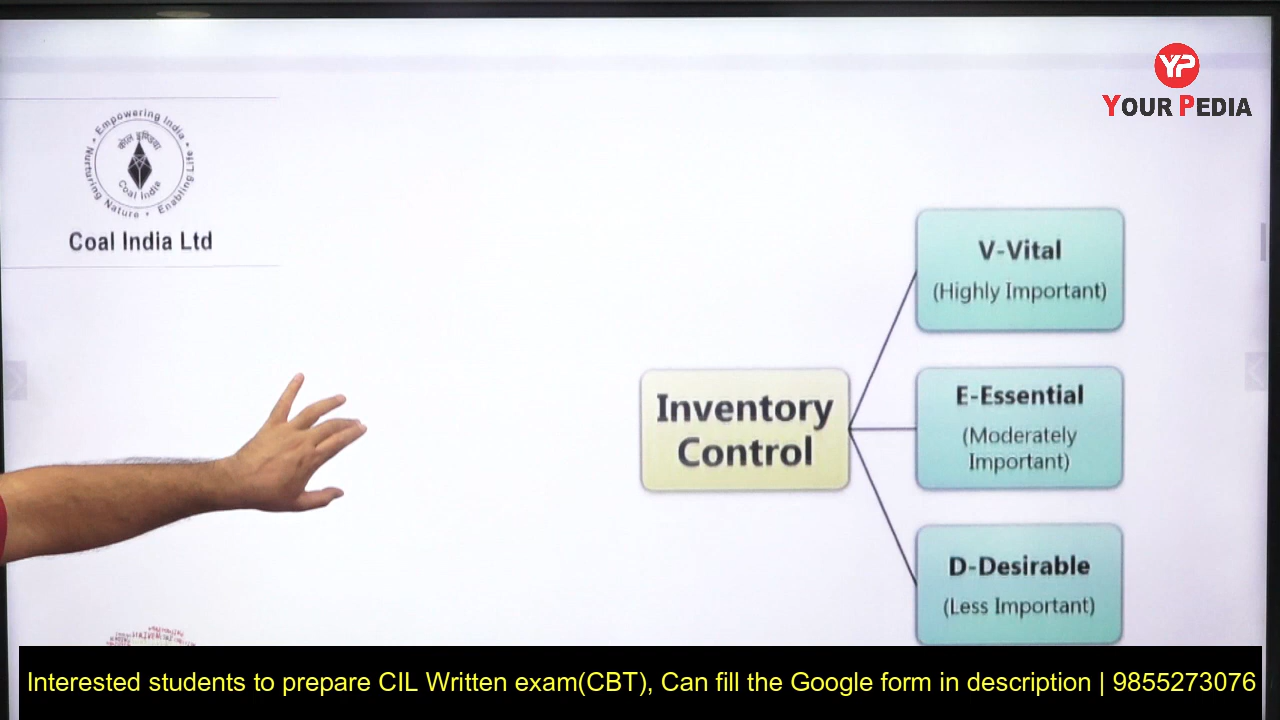 YP
YOUR PEDIA
Empowering India • Enabling Life • Nurturing Nature •
कोल इण्डिया
Coal India
Coal India Ltd
V-Vital
(Highly Important)
Inventory
Control
E-Essential
(Moderately
Important)
D-Desirable
(Less Important)
Interested students to prepare CIL Written exam(CBT), Can fill the Google form in description | 9855273076